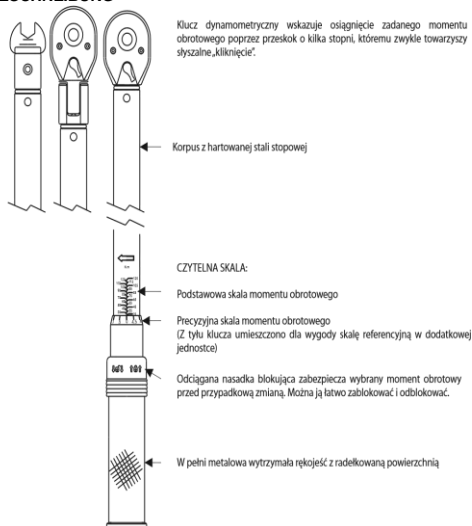 Klucz dynamometryczny wskazuje osiągnięcie zadanego momentu
obrotowego poprzez przeskok o kilka stopni, któremu zwykle towarzyszy
słyszalne„kliknięcie”.
Korpus z hartowanej stali stopowej
CZYTELNA SKALA:
Podstawowa skala momentu obrotowego
Precyzyjna skala momentu obrotowego
(Z tyłu klucza umieszczono dla wygody skalę referencyjną w dodatkowej
jednostce)
Odciągana nasadka blokująca zabezpiecza wybrany moment obrotowy
przed przypadkową zmianą. Można ją łatwo zablokować i odblokować.
W pełni metalowa wytrzymała rękojeść z radełkowaną powierzchnią